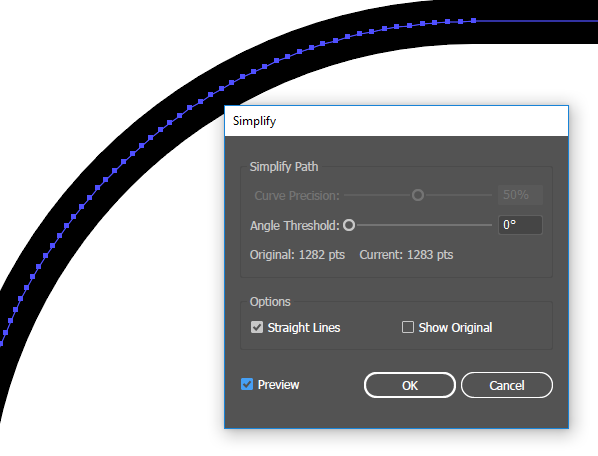 Simplify
Simplify Path
Curve Precision: 50%
Angle Threshold: 0°
Original: 1282 pts Current: 1283 pts
Options
Straight Lines Show Original
Preview OK Cancel